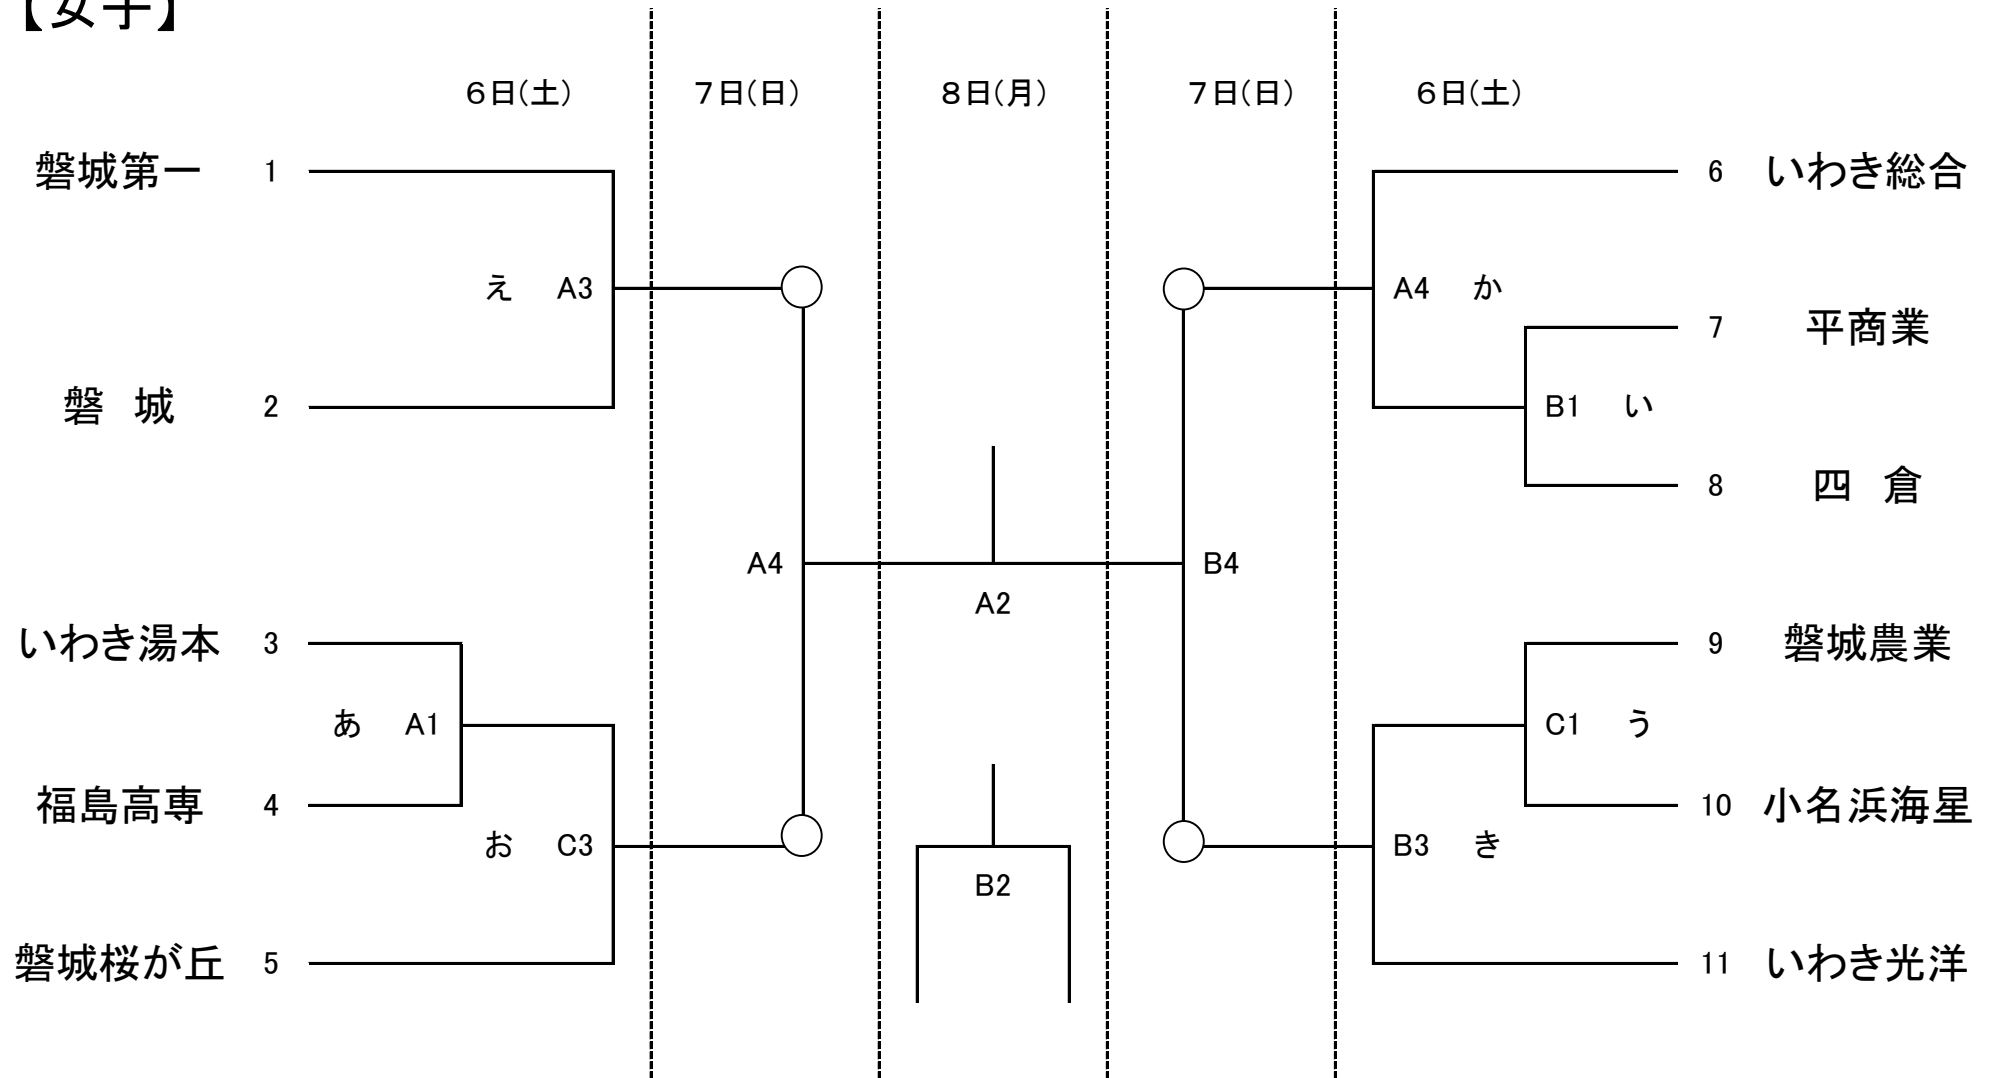 【女子】
6日(土) 7日(日) 8日(月) 7日(日) 6日(土)
磐城第一 1 6 いわき総合
え A3 A4 か
7 平商業
磐 城 2 B1 い
8 四 倉
A4 B4
A2
いわき湯本 3 9 磐城農業
あ A1 C1 う
福島高専 4 10 小名浜海星
お C3 B3 き
B2
磐城桜が丘 5 11 いわき光洋